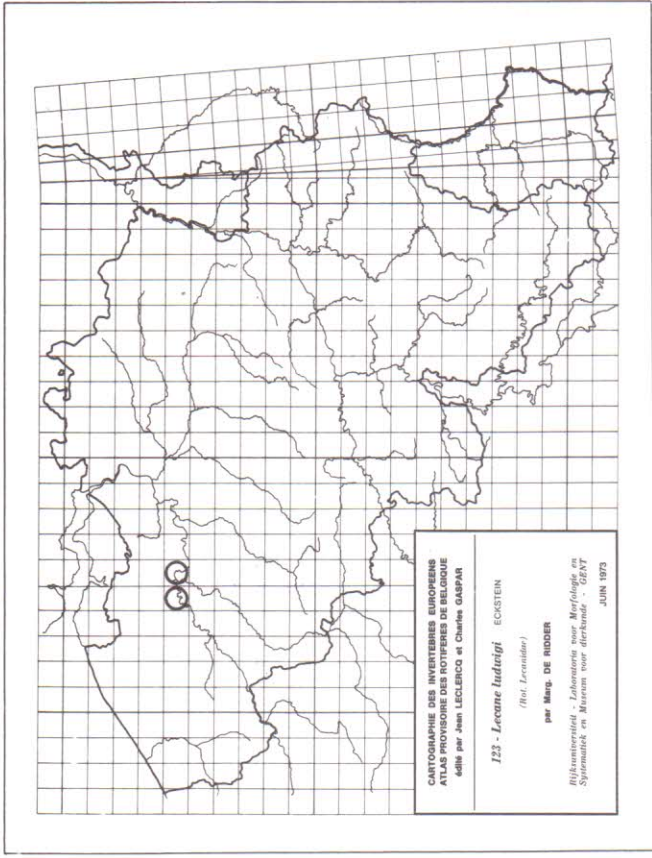 CARTOGRAPHIE DES INVERTEBRES EUROPEENS
ATLAS PROVISOIRE DES ROTIFERES DE BELGIQUE
édité par Jean LECLERCQ et Charles GASPAR
123 - Lecane ludwigi ECKSTEIN
(Rot. Lecanidae)
par Marg. DE RIDDER
Rijksuniversiteit - Laboratoria voor Morfologie en
Systematiek en Museum voor dierkunde - GENT
JUIN 1973